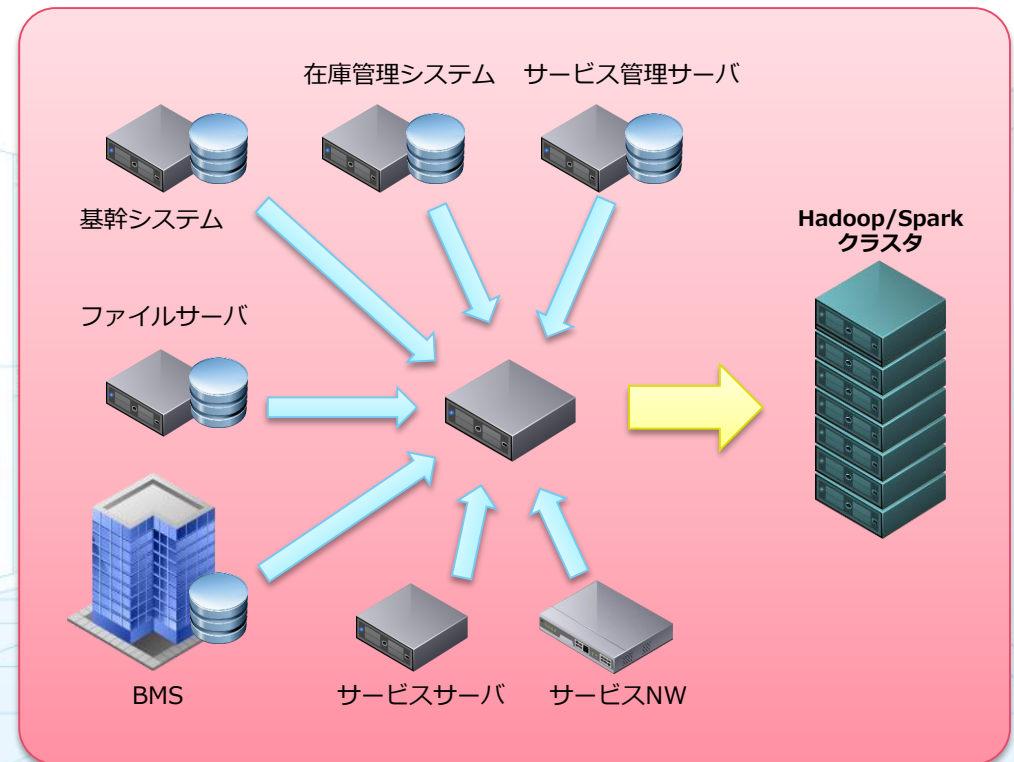 在庫管理システム
サービス管理サーバ
基幹システム
Hadoop/Spark
クラスタ
ファイルサーバ
BMS
サービスサーバ
サービスNW